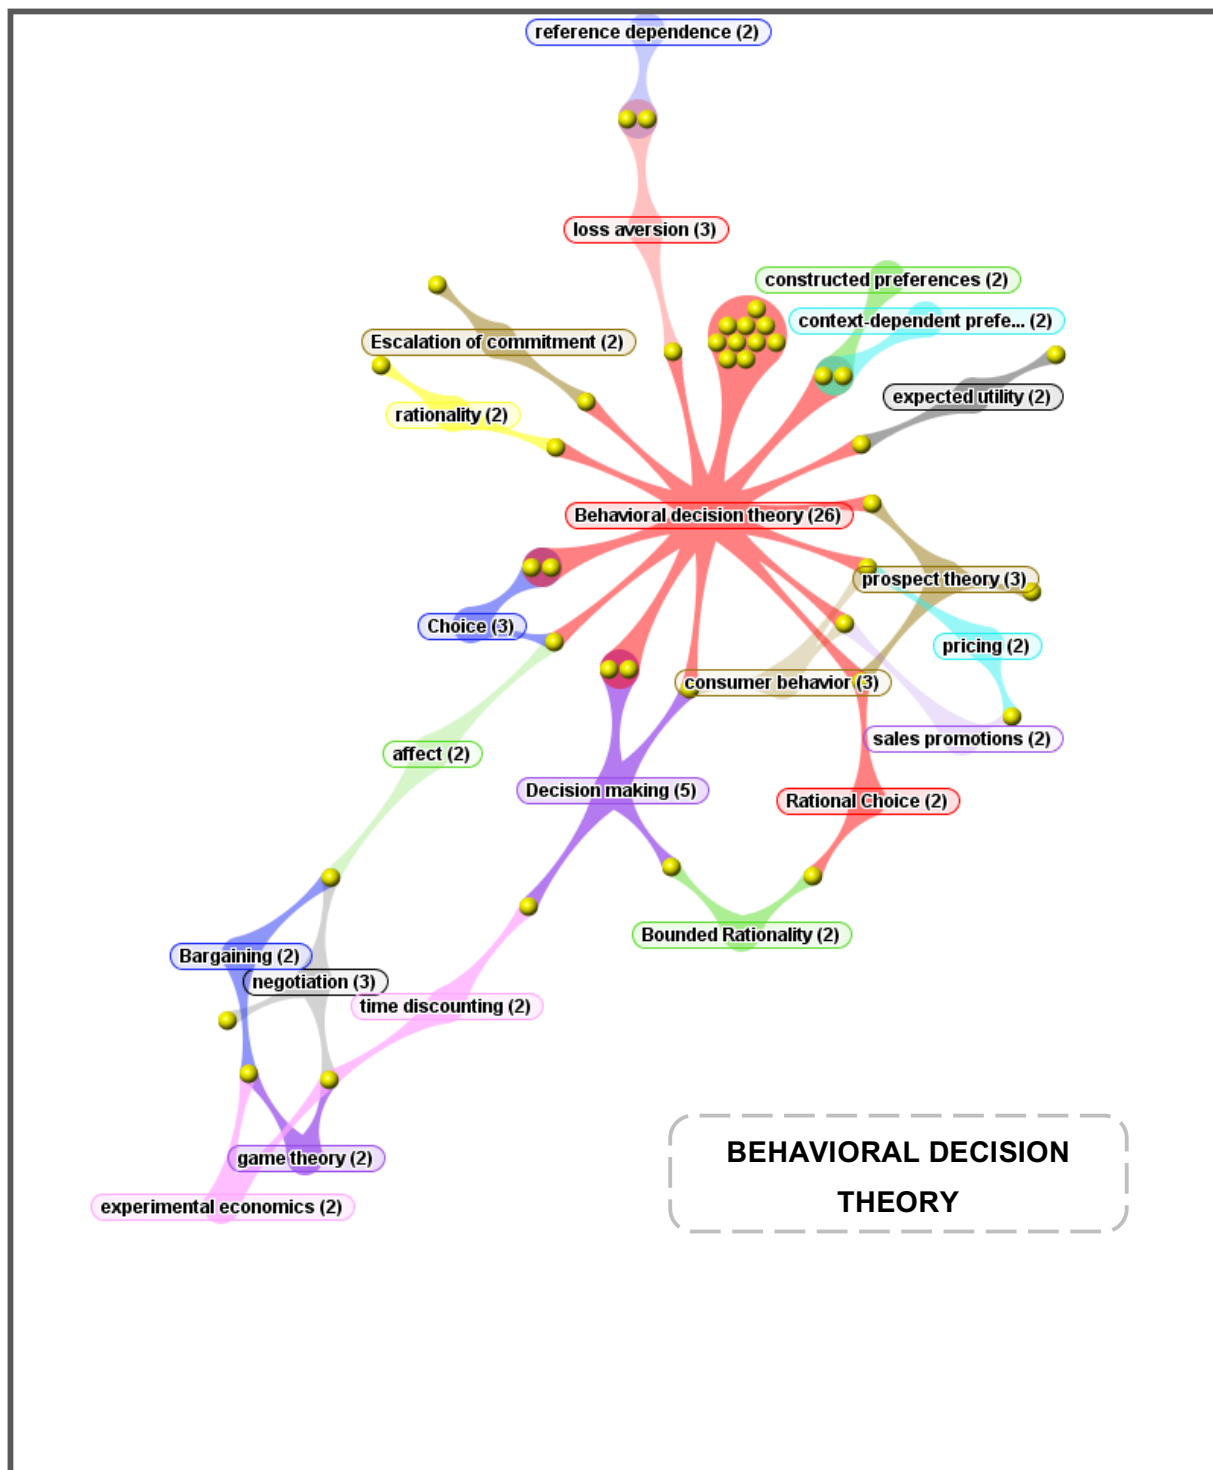 reference dependence (2)
loss aversion (3)
constructed preferences (2)
context-dependent prefe... (2)
Escalation of commitment (2)
expected utility (2)
rationality (2)
Behavioral decision theory (26)
prospect theory (3)
Choice (3)
pricing (2)
consumer behavior (3)
sales promotions (2)
affect (2)
Decision making (5)
Rational Choice (2)
Bounded Rationality (2)
Bargaining (2)
negotiation (3)
time discounting (2)
game theory (2)
experimental economics (2)
BEHAVIORAL DECISION
THEORY